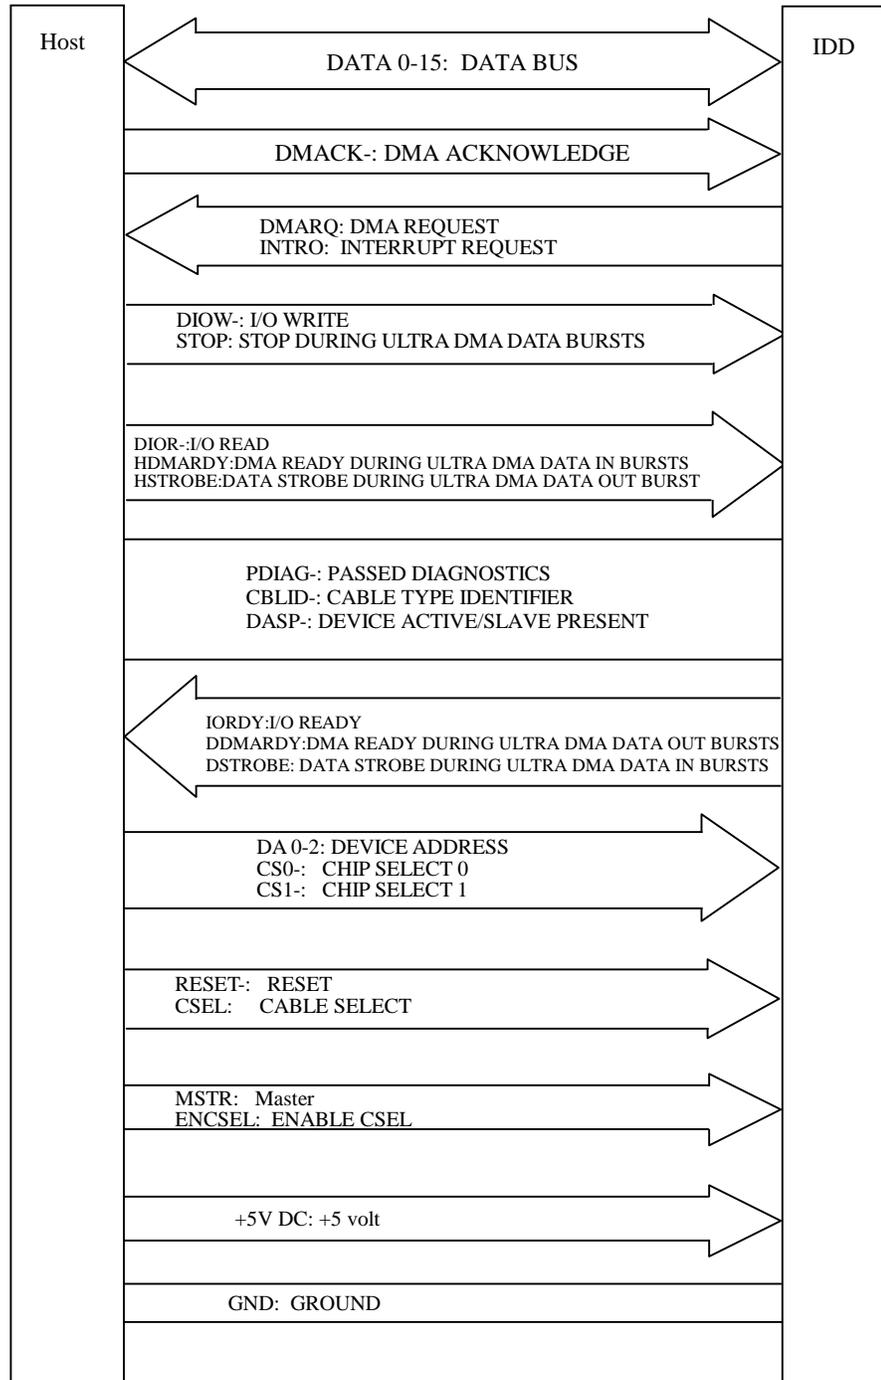 Host
IDD
DATA 0-15: DATA BUS
DMACK-: DMA ACKNOWLEDGE
DMARQ: DMA REQUEST
INTRO: INTERRUPT REQUEST
DIOW-: I/O WRITE
STOP: STOP DURING ULTRA DMA DATA BURSTS
DIOR-:I/O READ
HDMARDY:DMA READY DURING ULTRA DMA DATA IN BURSTS
HSTROBE:DATA STROBE DURING ULTRA DMA DATA OUT BURST
PDIAG-: PASSED DIAGNOSTICS
CBLID-: CABLE TYPE IDENTIFIER
DASP-: DEVICE ACTIVE/SLAVE PRESENT
IORDY:I/O READY
DDMARDY:DMA READY DURING ULTRA DMA DATA OUT BURSTS
DSTROBE: DATA STROBE DURING ULTRA DMA DATA IN BURSTS
DA 0-2: DEVICE ADDRESS
CS0-: CHIP SELECT 0
CS1-: CHIP SELECT 1
RESET-: RESET
CSEL: CABLE SELECT
MSTR: Master
ENCSEL: ENABLE CSEL
+5V DC: +5 volt
GND: GROUND